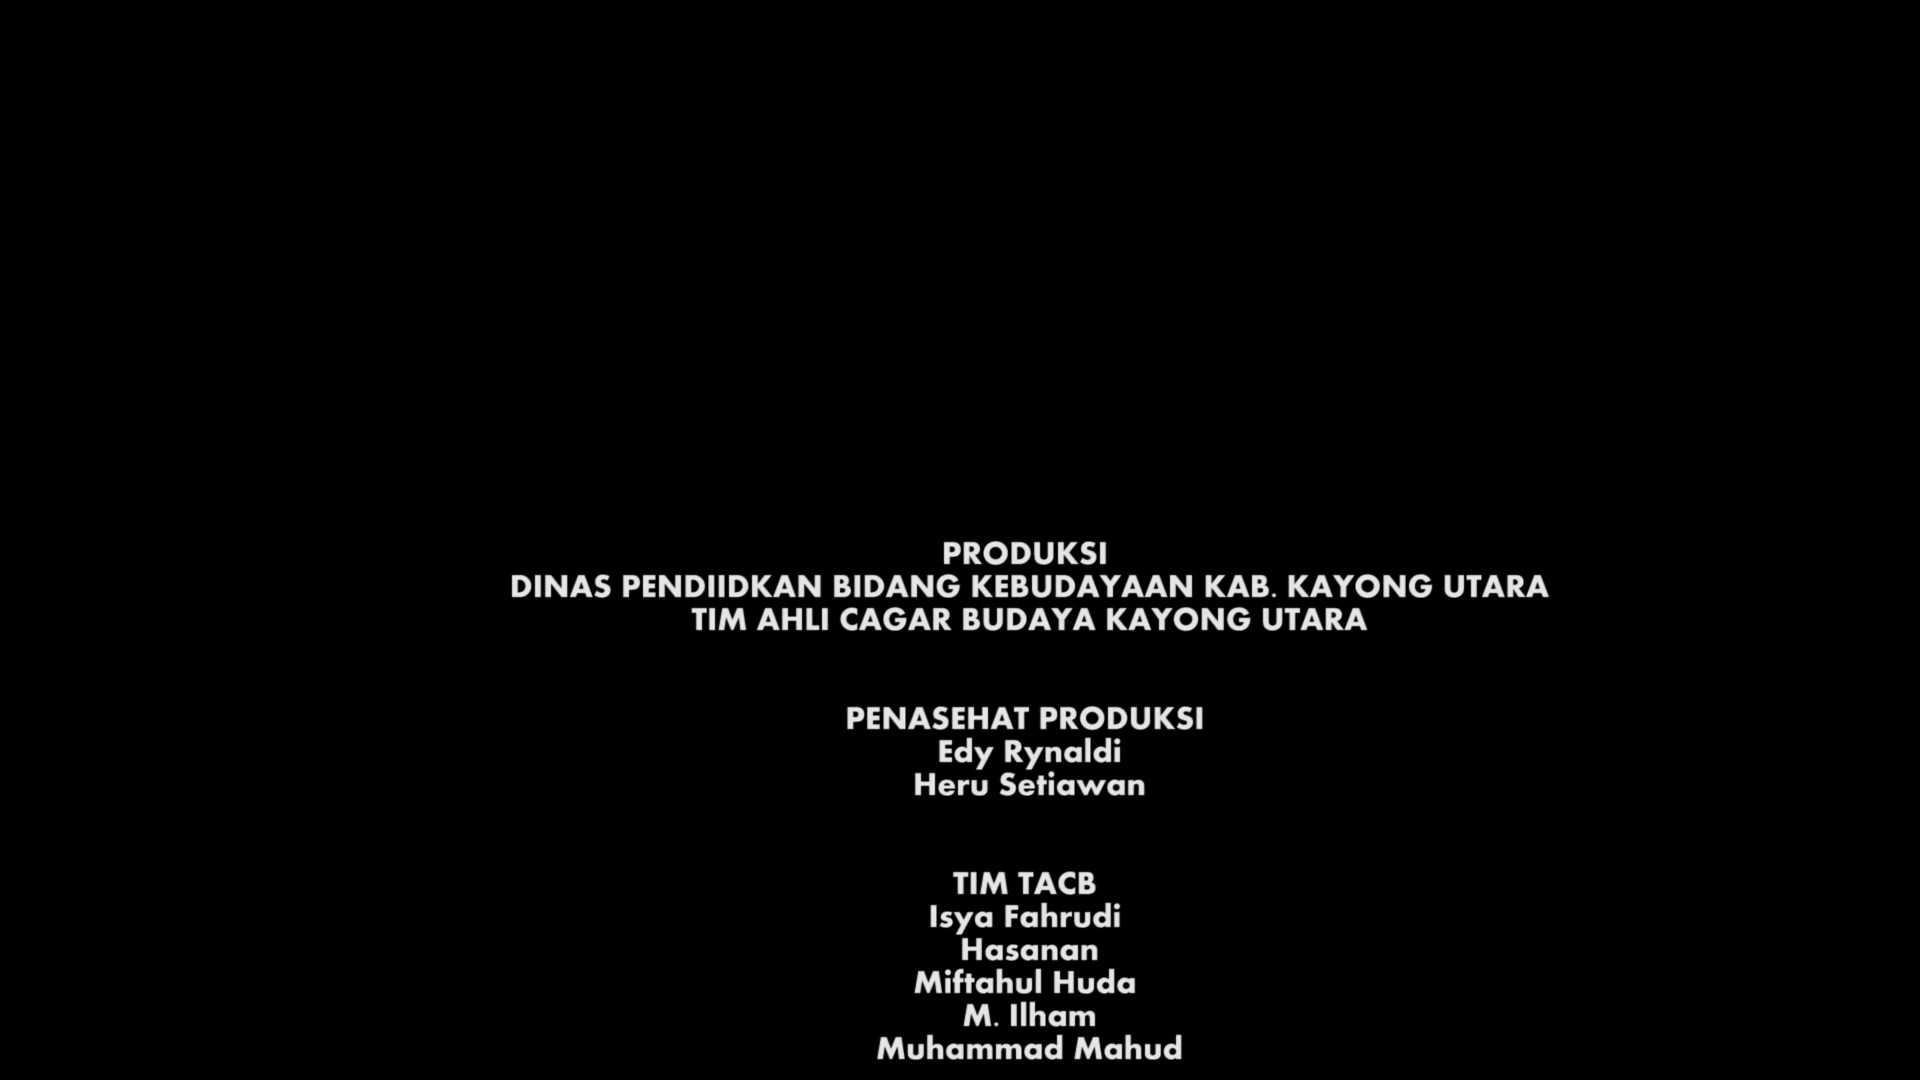 PRODUKSI
DINAS PENDIIDKAN BIDANG KEBUDAYAAN KAB. KAYONG UTARA
TIM AHLI CAGAR BUDAYA KAYONG UTARA
PENASEHAT PRODUKSI
Edy Rynaldi
Heru Setiawan
TIM TACB
Isya Fahrudi
Hasanan
Miftahul Huda
M. Ilham
Muhammad Mahud